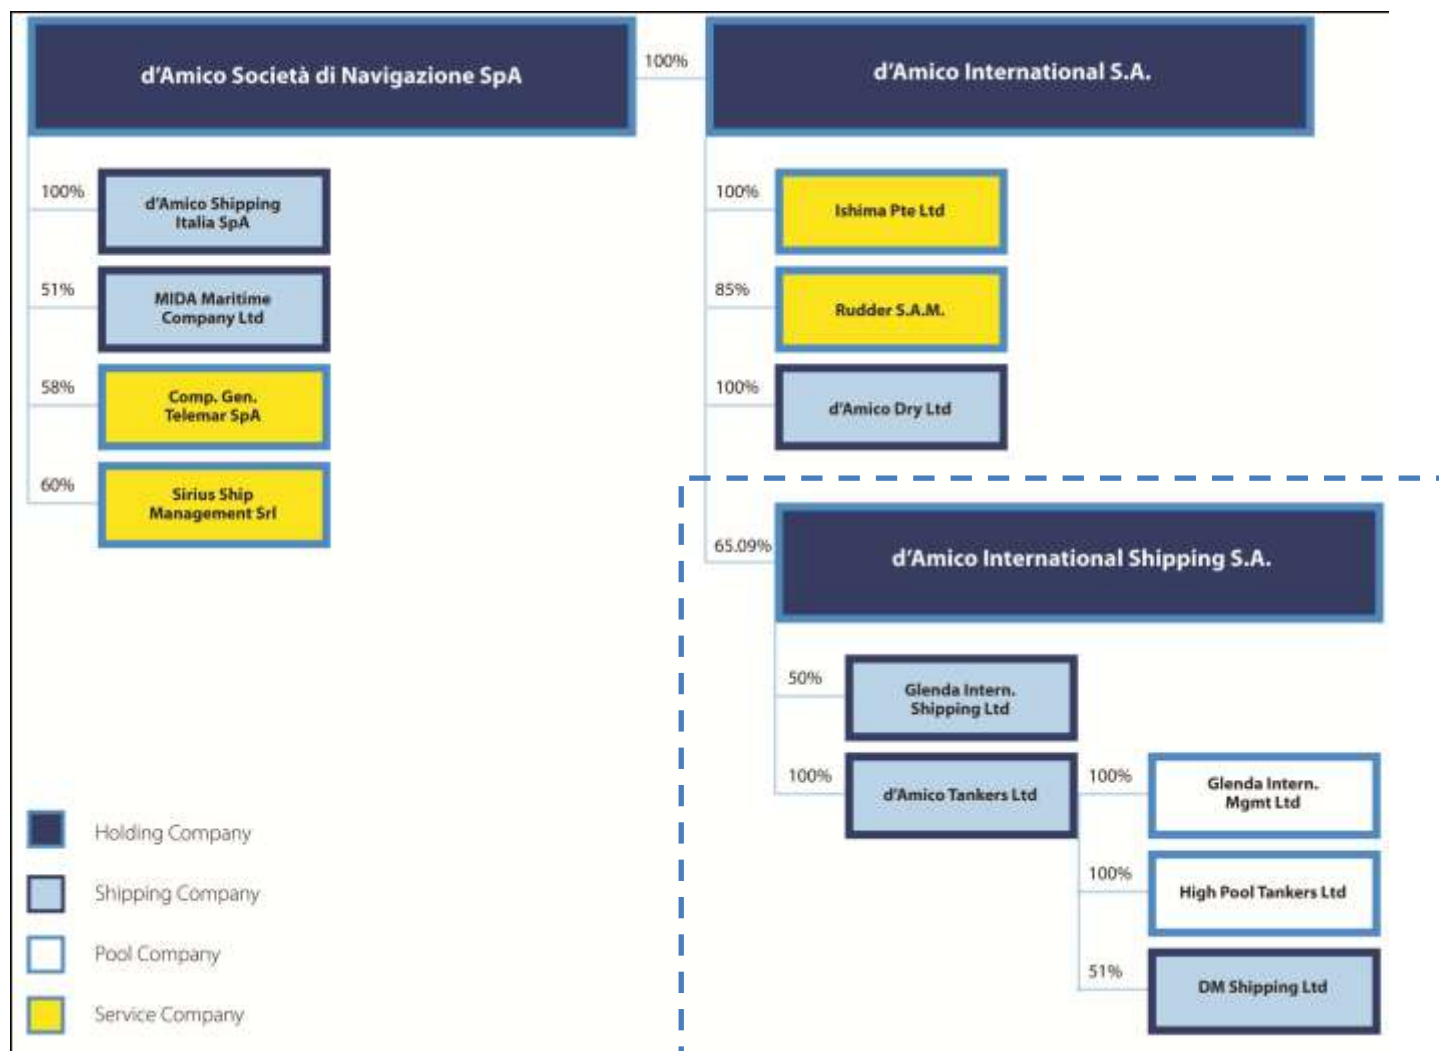 d'Amico Società di Navigazione SpA
100%
d'Amico International S.A.
100%
d'Amico Shipping
Italia SpA
51%
MIDA Maritime
Company Ltd
58%
Comp. Gen.
Telemar SpA
60%
Sirius Ship
Management Srl
100%
Ishima Pte Ltd
85%
Rudder S.A.M.
100%
d'Amico Dry Ltd
65.09%
d'Amico International Shipping S.A.
50%
Glenda Intern.
Shipping Ltd
100%
d'Amico Tankers Ltd
100%
Glenda Intern.
Mgmt Ltd
100%
High Pool Tankers Ltd
51%
DM Shipping Ltd
Holding Company
Shipping Company
Pool Company
Service Company